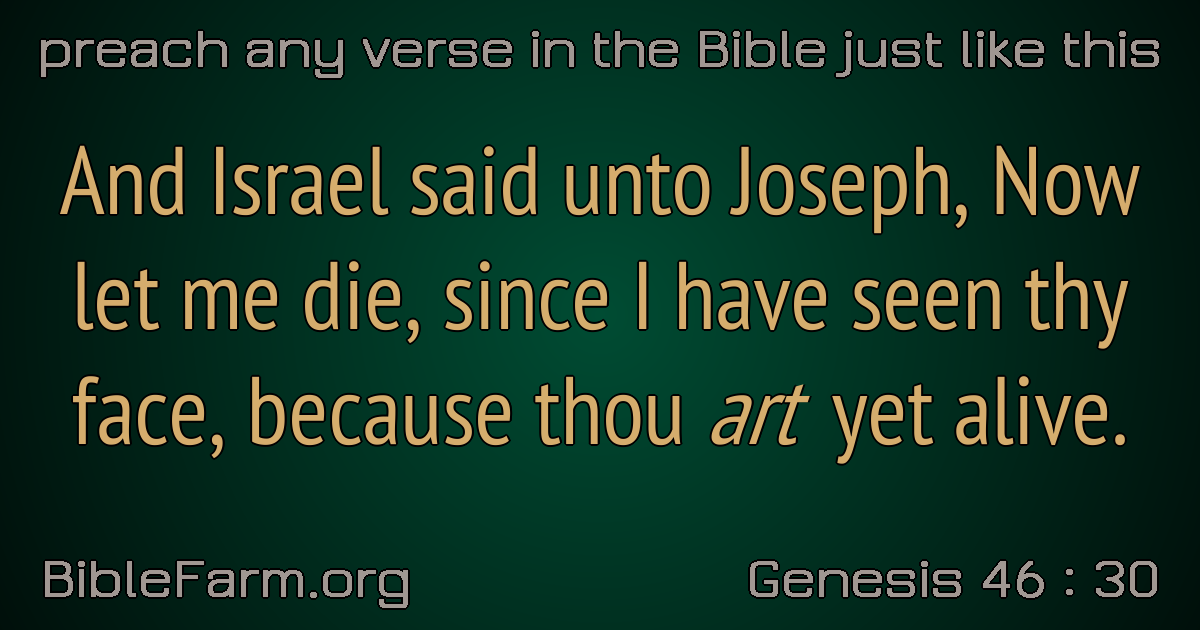 preach any verse in the Bible just like this
And Israel said unto Joseph, Now
let me die, since I have seen thy
face, because thou art yet alive.
BibleFarm.org
Genesis 46 : 30